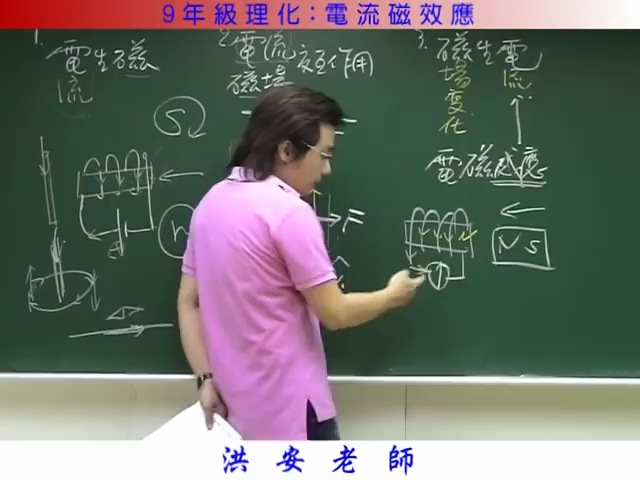 9年級理化:電流磁效應
1.
電生磁
流
2.
電流
磁場
交互作用
3.
磁生電
場 流
變
化
電磁感應
S
N
F
N S
洪安老師